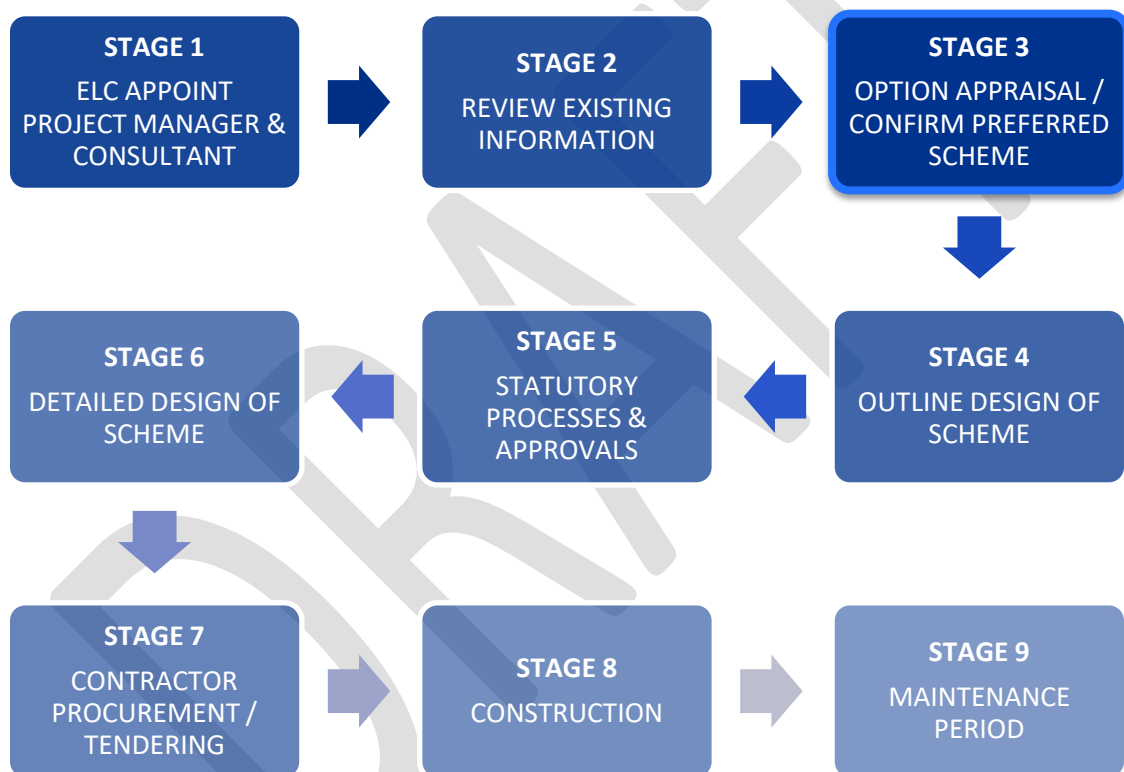 STAGE 1
ELC APPOINT
PROJECT MANAGER &
CONSULTANT
STAGE 2
REVIEW EXISTING
INFORMATION
STAGE 3
OPTION APPRAISAL /
CONFIRM PREFERRED
SCHEME
STAGE 4
OUTLINE DESIGN OF
SCHEME
STAGE 5
STATUTORY
PROCESSES &
APPROVALS
STAGE 6
DETAILED DESIGN OF
SCHEME
STAGE 7
CONTRACTOR
PROCUREMENT /
TENDERING
STAGE 8
CONSTRUCTION
STAGE 9
MAINTENANCE
PERIOD
DRAFT